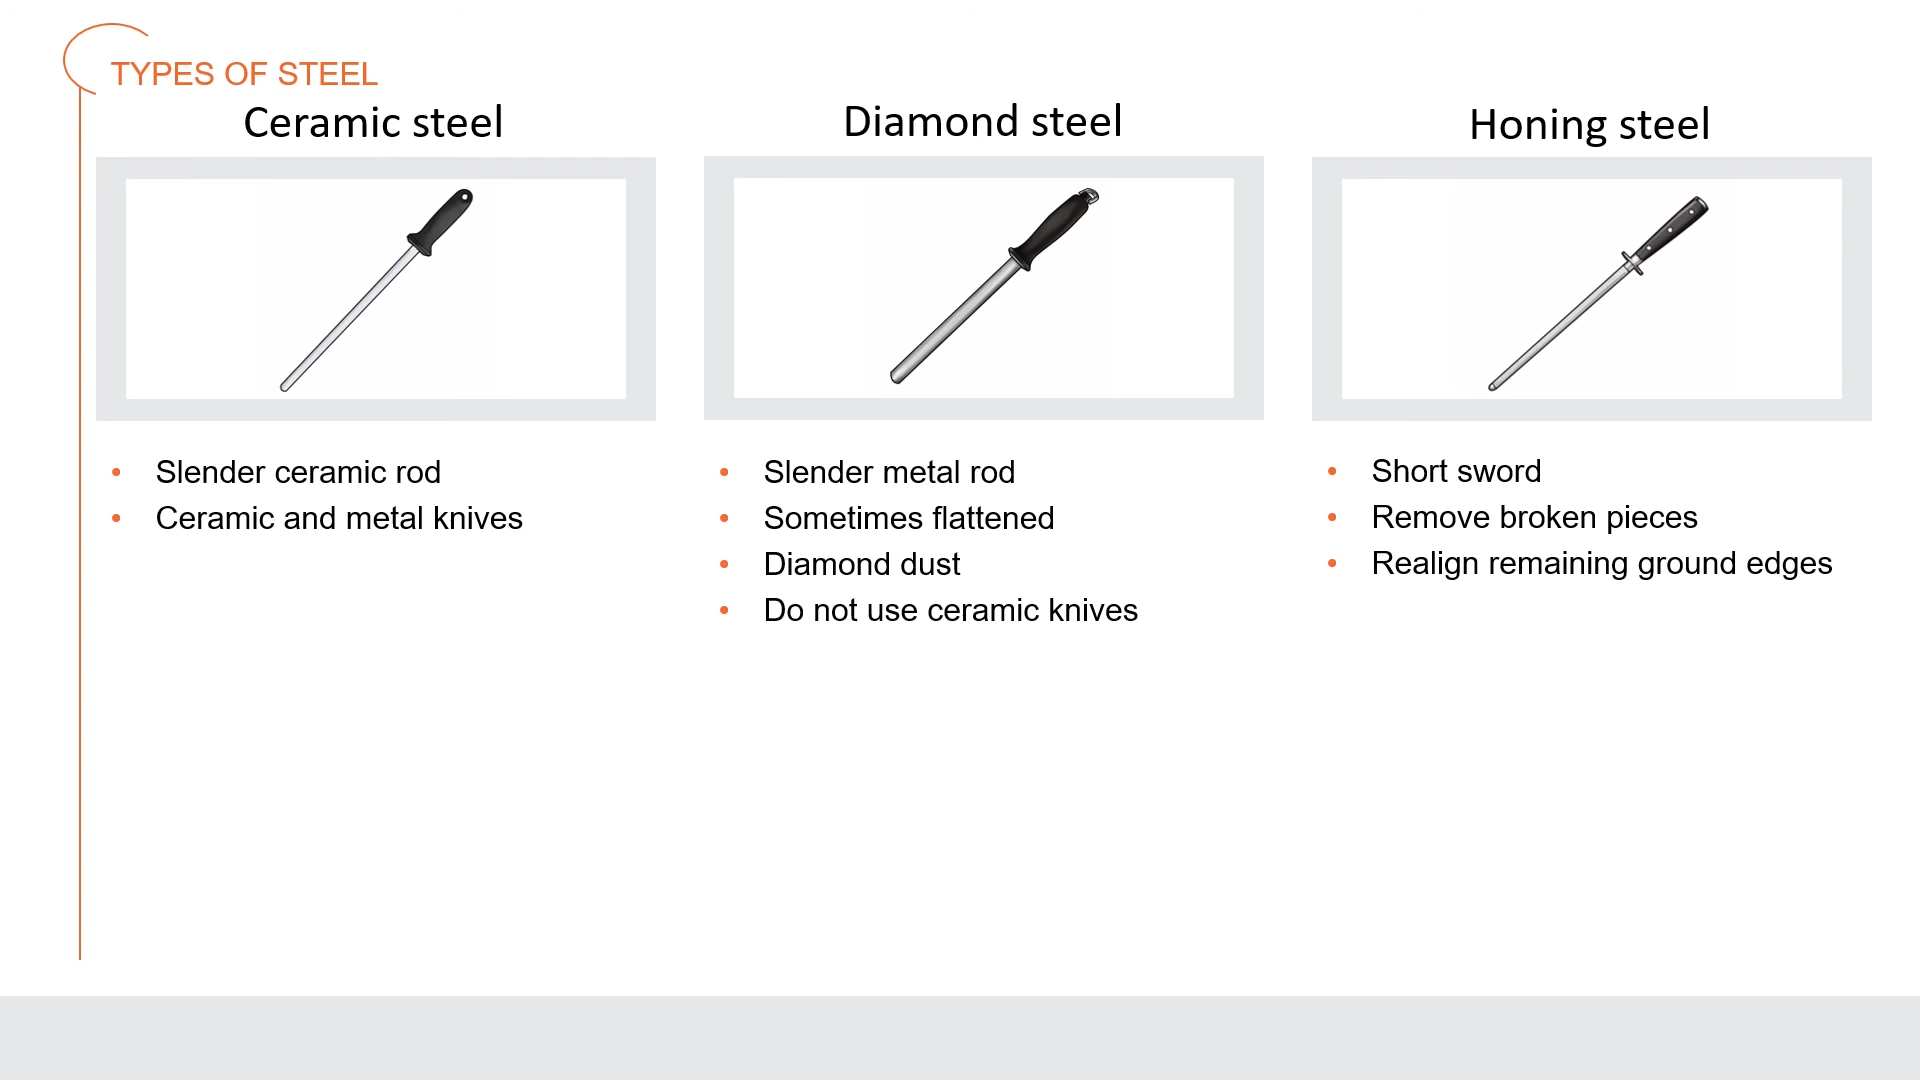 TYPES OF STEEL
Ceramic steel
• Slender ceramic rod
• Ceramic and metal knives
Diamond steel
• Slender metal rod
• Sometimes flattened
• Diamond dust
• Do not use ceramic knives
Honing steel
• Short sword
• Remove broken pieces
• Realign remaining ground edges